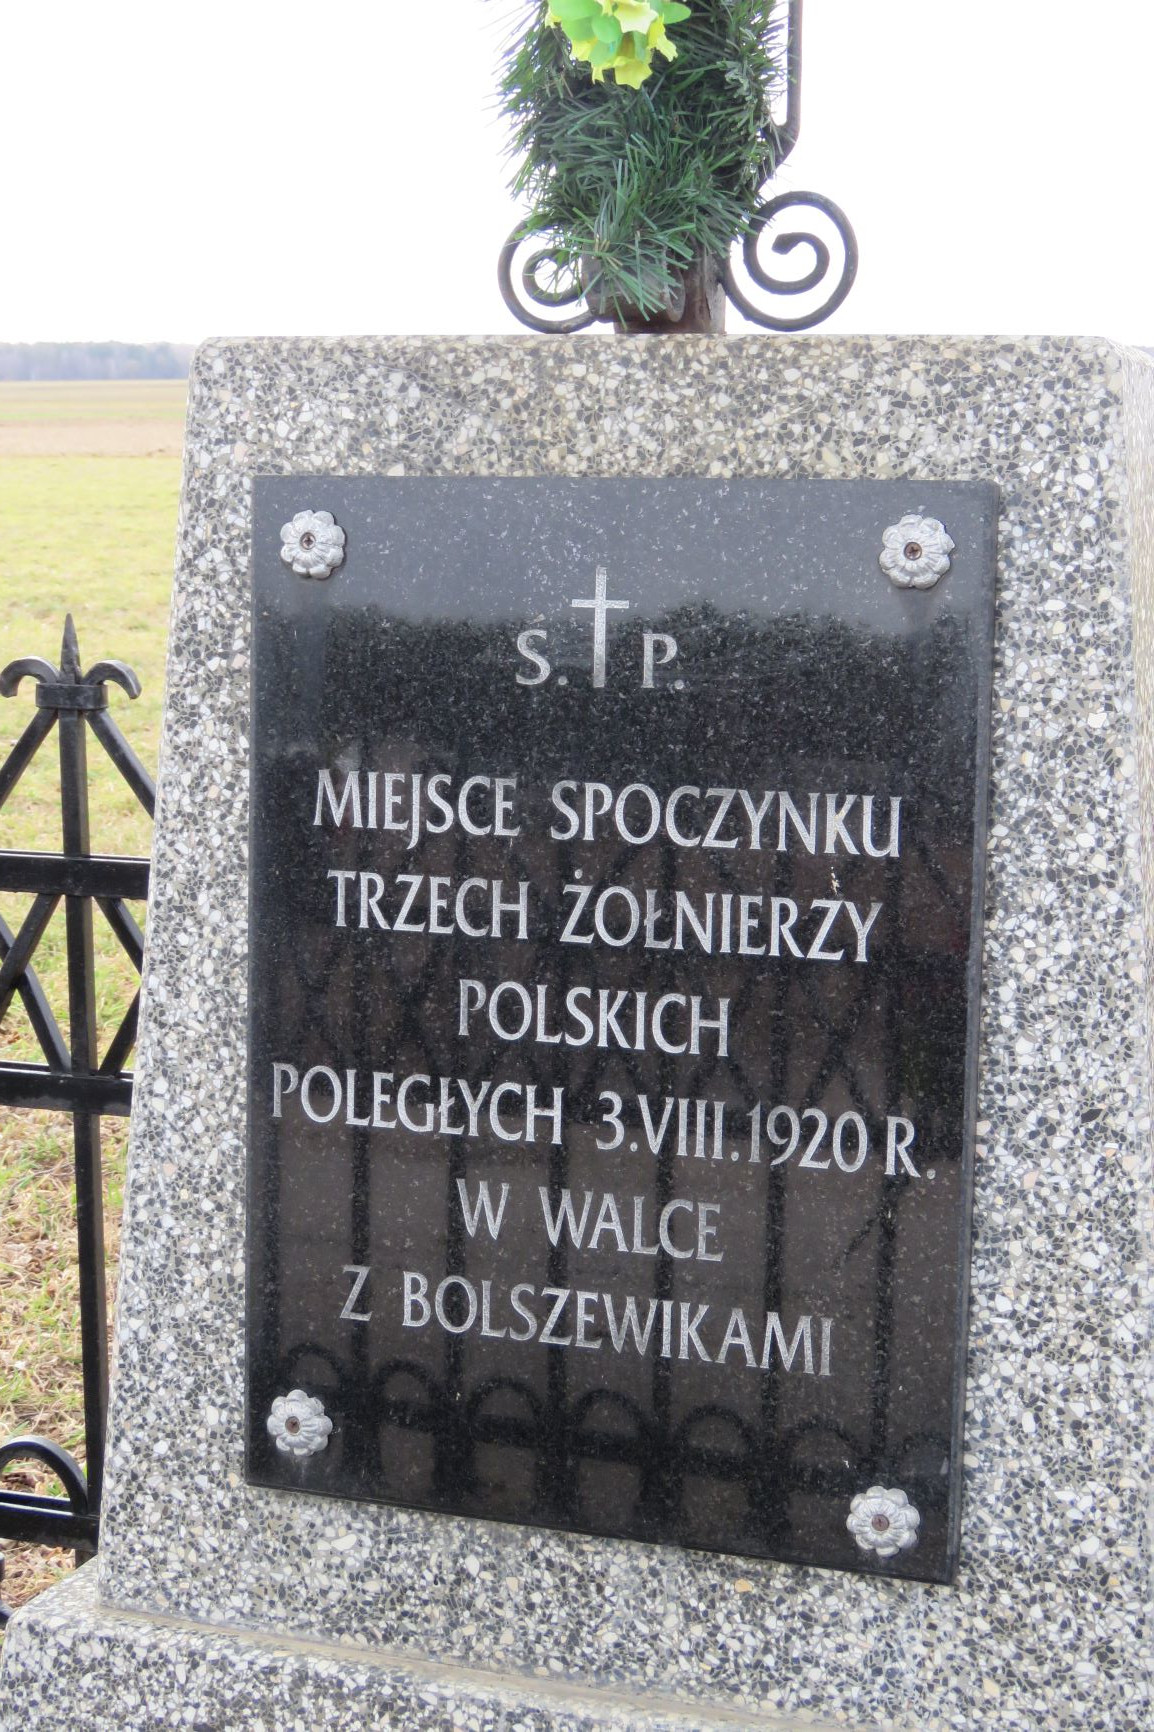 S. P.
MIEJSCE SPOCZYNKU
TRZECH ŻOŁNIERZY
POLSKICH
POLEGŁYCH 3.VIII.1920 R.
W WALCE
Z BOLSZEWIKAMI